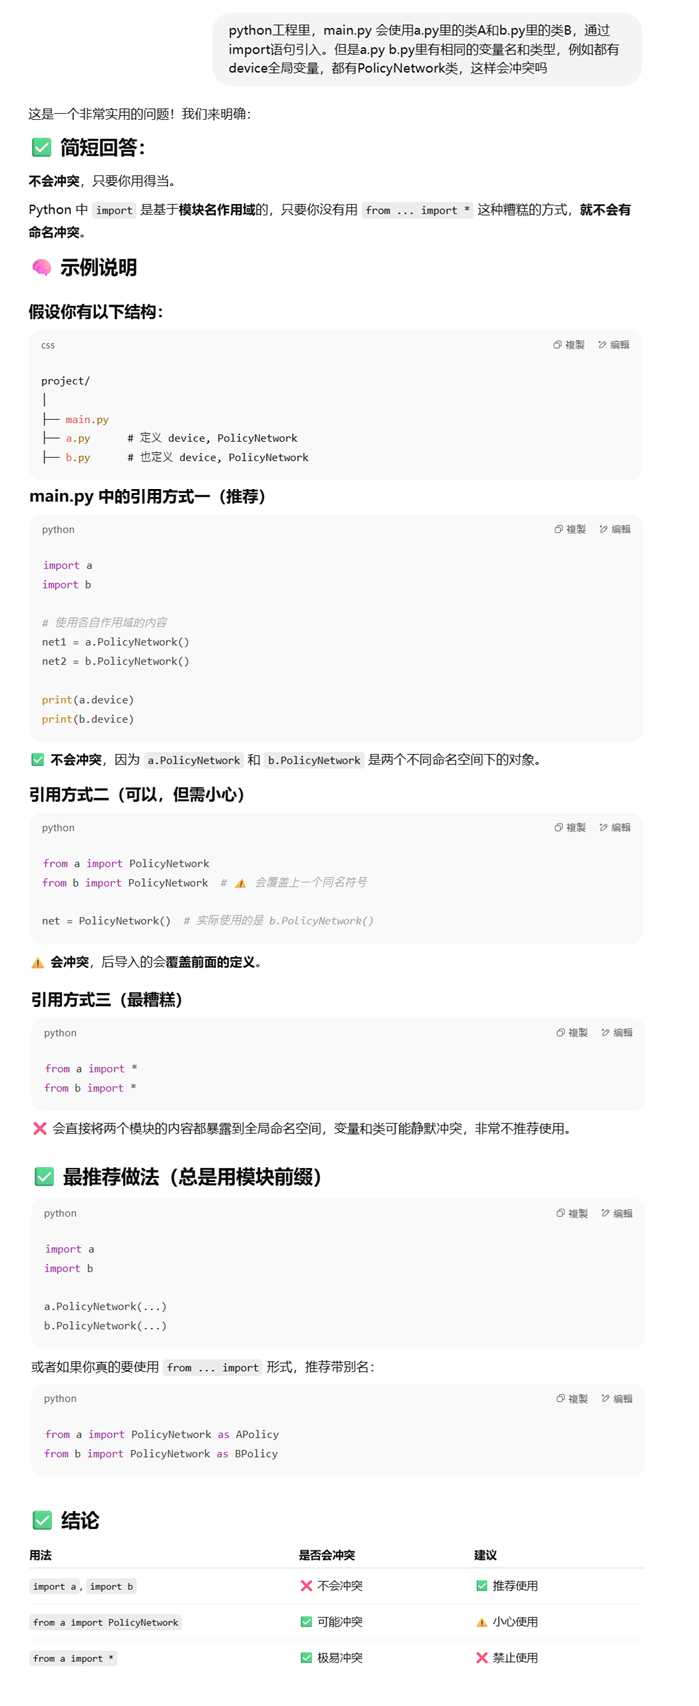 python工程里，main.py 会使用a.py里的类A和b.py里的类B，通过
import语句引入。但是a.py b.py里有相同的变量名和类型，例如都有
device全局变量，都有PolicyNetwork类，这样会冲突吗
这是一个非常实用的问题！我们来明确：
✅ 简短回答：
不会冲突，只要你用得当。
Python 中 import 是基于模块名作用域的，只要你没有用 from ... import * 这种糟糕的方式，就不会有
命名冲突。
🧠 示例说明
假设你有以下结构：
css 複製 編輯
project/
│
├── main.py
├── a.py # 定义 device, PolicyNetwork
├── b.py # 也定义 device, PolicyNetwork
main.py 中的引用方式一（推荐）
python 複製 編輯
import a
import b
# 使用各自作用域的内容
net1 = a.PolicyNetwork()
net2 = b.PolicyNetwork()
print(a.device)
print(b.device)
✅ 不会冲突，因为 a.PolicyNetwork 和 b.PolicyNetwork 是两个不同命名空间下的对象。
引用方式二（可以，但需小心）
python 複製 編輯
from a import PolicyNetwork
from b import PolicyNetwork # ⚠️ 会覆盖上一个同名符号
net = PolicyNetwork() # 实际使用的是 b.PolicyNetwork()
⚠️ 会冲突，后导入的会覆盖前面的定义。
引用方式三（最糟糕）
python 複製 編輯
from a import *
from b import *
❌ 会直接将两个模块的内容都暴露到全局命名空间，变量和类可能静默冲突，非常不推荐使用。
✅ 最推荐做法（总是用模块前缀）
python 複製 編輯
import a
import b
a.PolicyNetwork(...)
b.PolicyNetwork(...)
或者如果你真的要使用 from ... import 形式，推荐带别名：
python 複製 編輯
from a import PolicyNetwork as APolicy
from b import PolicyNetwork as BPolicy
✅ 结论
用法 是否会冲突 建议
import a, import b ❌ 不会冲突 ✅ 推荐使用
from a import PolicyNetwork ✅ 可能冲突 ⚠️ 小心使用
from a import * ✅ 极易冲突 ❌ 禁止使用